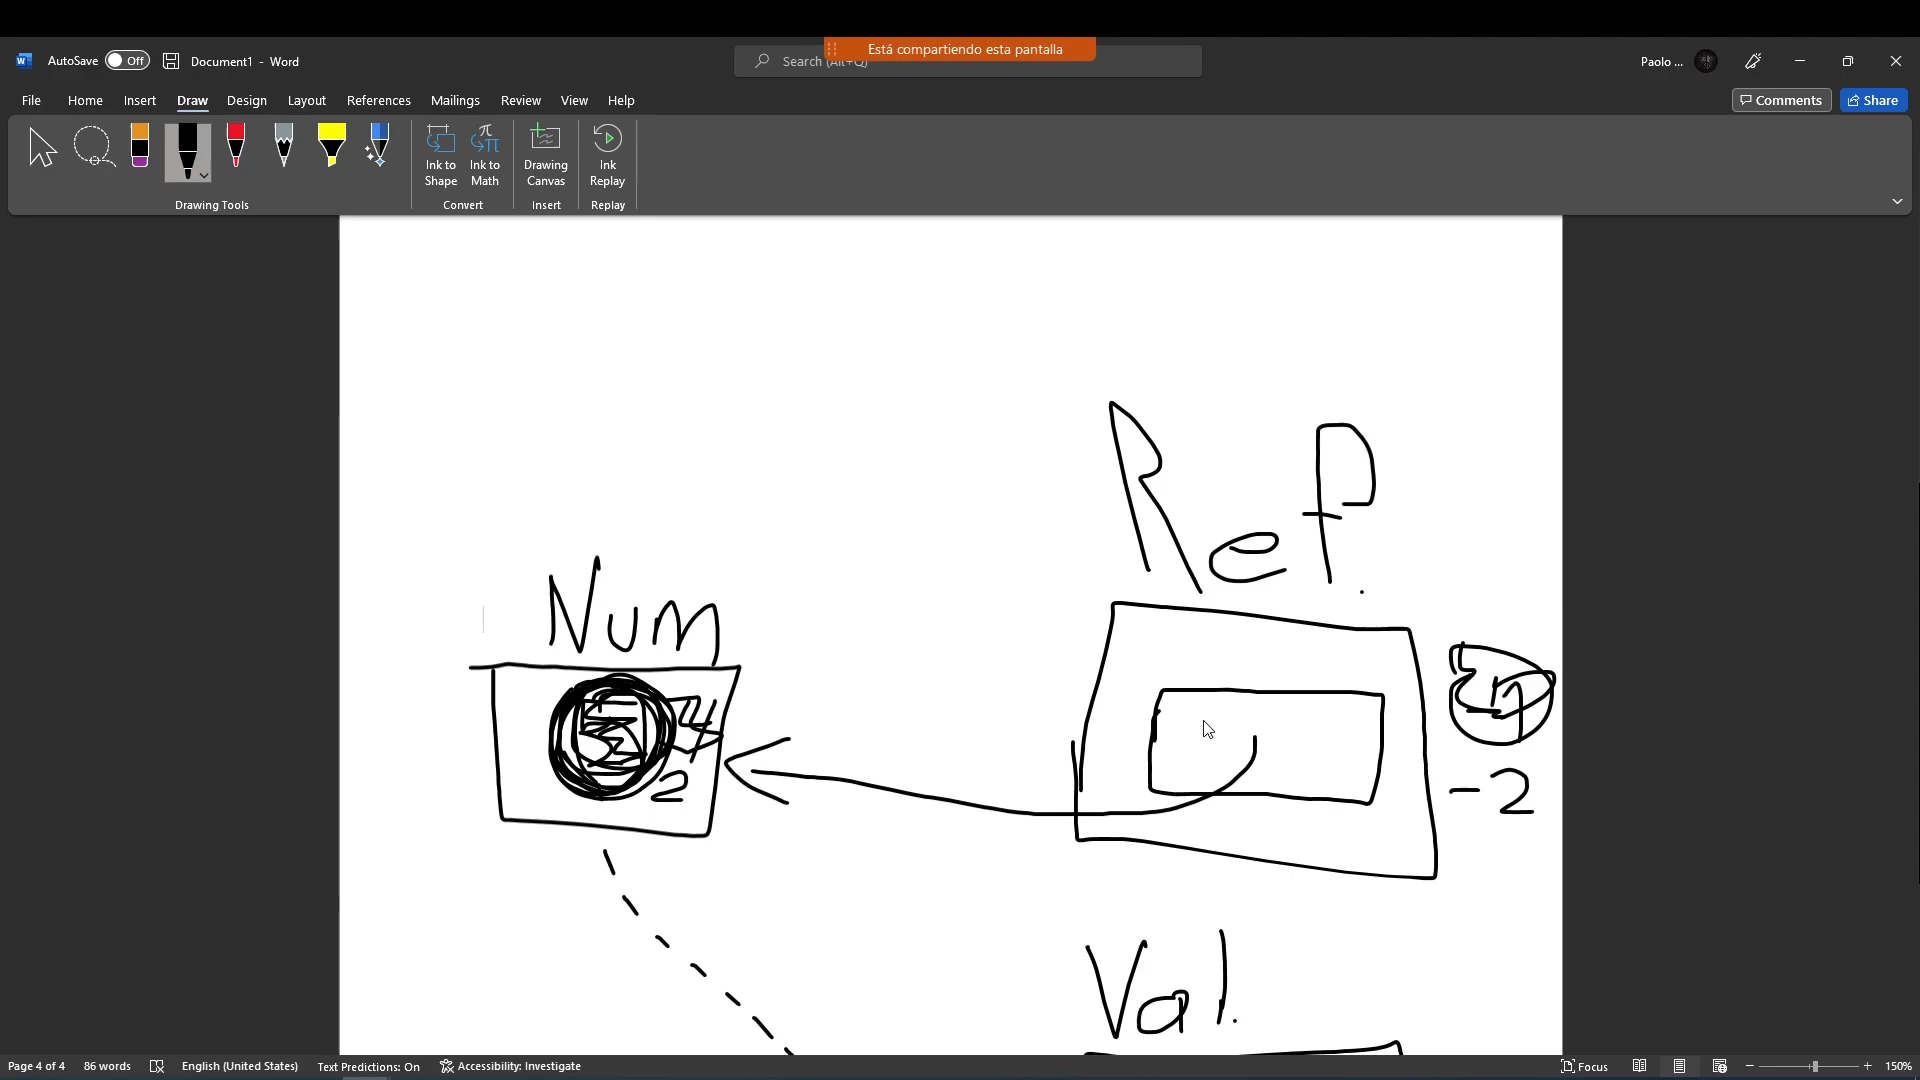 Está compartiendo esta pantalla
AutoSave Off Document1 - Word
Search (Alt+Q)
Paolo ...
File Home Insert Draw Design Layout References Mailings Review View Help
Comments Share
Ink to Shape
Ink to Math
Drawing Canvas
Ink Replay
Drawing Tools Convert Insert Replay
Ref.
Num
2
-2
Val.
Page 4 of 4 86 words English (United States) Text Predictions: On Accessibility: Investigate Focus 150%